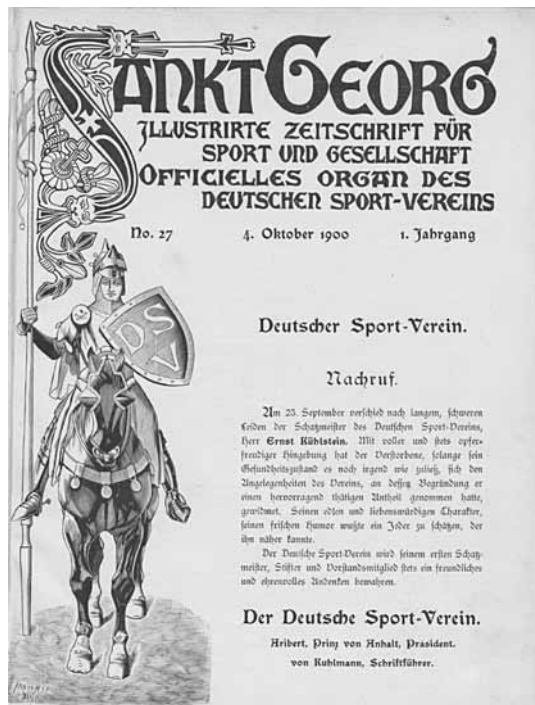 SANKT GEORG
ILLUSTRIRTE ZEITSCHRIFT FÜR
SPORT UND GESELLSCHAFT
OFFICIELLES ORGAN DES
DEUTSCHEN SPORT-VEREINS
No. 27 4. Oktober 1900 1. Jahrgang
DSV
Deutscher Sport-Verein.
Nachruf.
Am 23. September verschied nach langem, schweren
Leiden der Schatzmeister des Deutschen Sport-Vereins,
Herr Ernst Kühlstein. Mit voller und stets opfer-
freudiger Hingebung hat der Verstorbene, solange sein
Gesundheitszustand es noch irgend wie zuließ, sich den
Angelegenheiten des Vereins, an dessen Begründung er
einen hervorragend thätigen Antheil genommen hatte,
gewidmet. Seinen edlen und liebenswürdigen Charakter,
seinen frischen Humor wußte ein Jeder zu schätzen, der
ihn näher kannte.
Der Deutsche Sport-Verein wird seinem ersten Schatz-
meister, Stifter und Vorstandsmitglied stets ein freundliches
und ehrenvolles Andenken bewahren.
Der Deutsche Sport-Verein.
Aribert, Prinz von Anhalt, Präsident.
von Kuhlmann, Schriftführer.